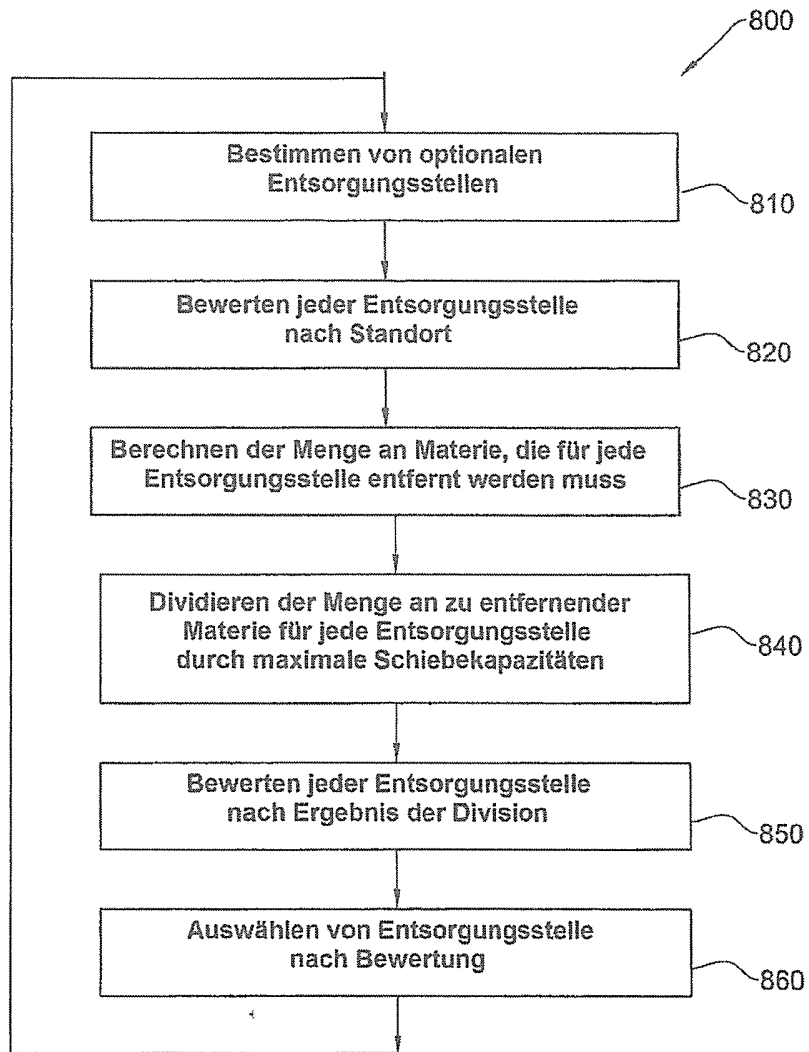 800
Bestimmen von optionalen
Entsorgungsstellen
810
Bewerten jeder Entsorgungsstelle
nach Standort
820
Berechnen der Menge an Materie, die für jede
Entsorgungsstelle entfernt werden muss
830
Dividieren der Menge an zu entfernender
Materie für jede Entsorgungsstelle
durch maximale Schiebekapazitäten
840
Bewerten jeder Entsorgungsstelle
nach Ergebnis der Division
850
Auswählen von Entsorgungsstelle
nach Bewertung
860